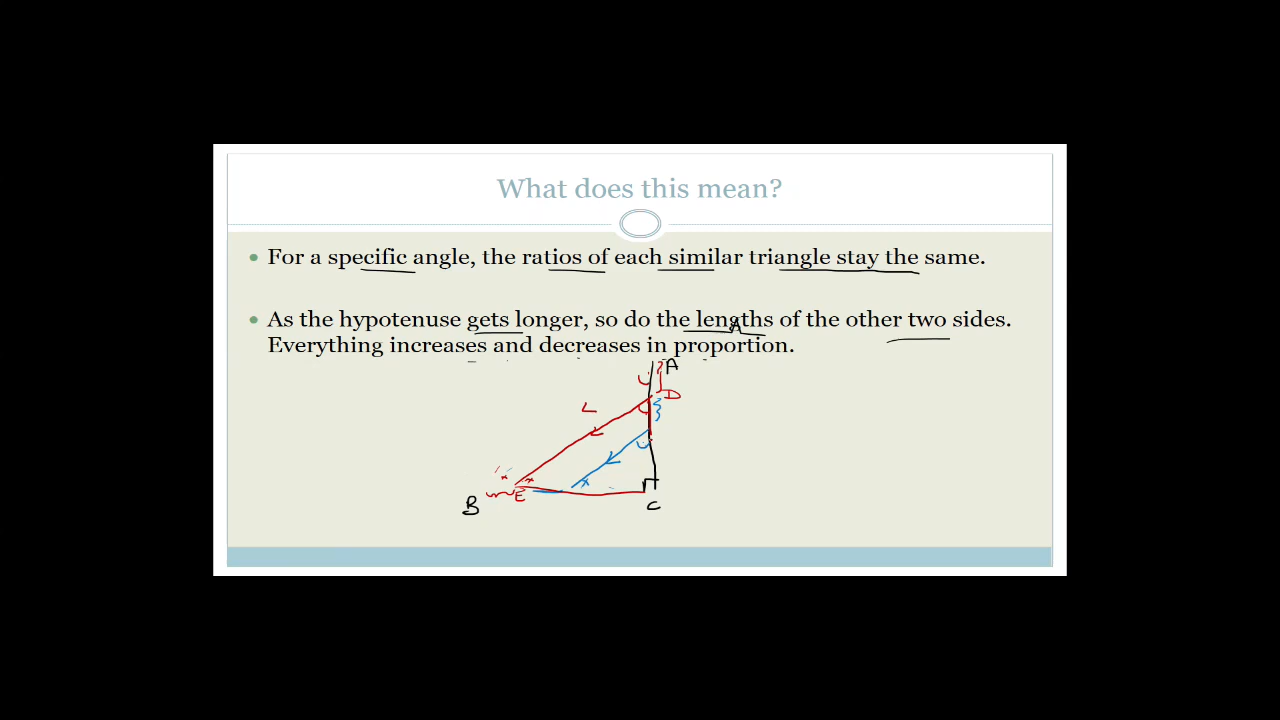 What does this mean?
For a specific angle, the ratios of each similar triangle stay the same.
As the hypotenuse gets longer, so do the lengths of the other two sides.
Everything increases and decreases in proportion.
A
A
D
x
x
x
E
B
C